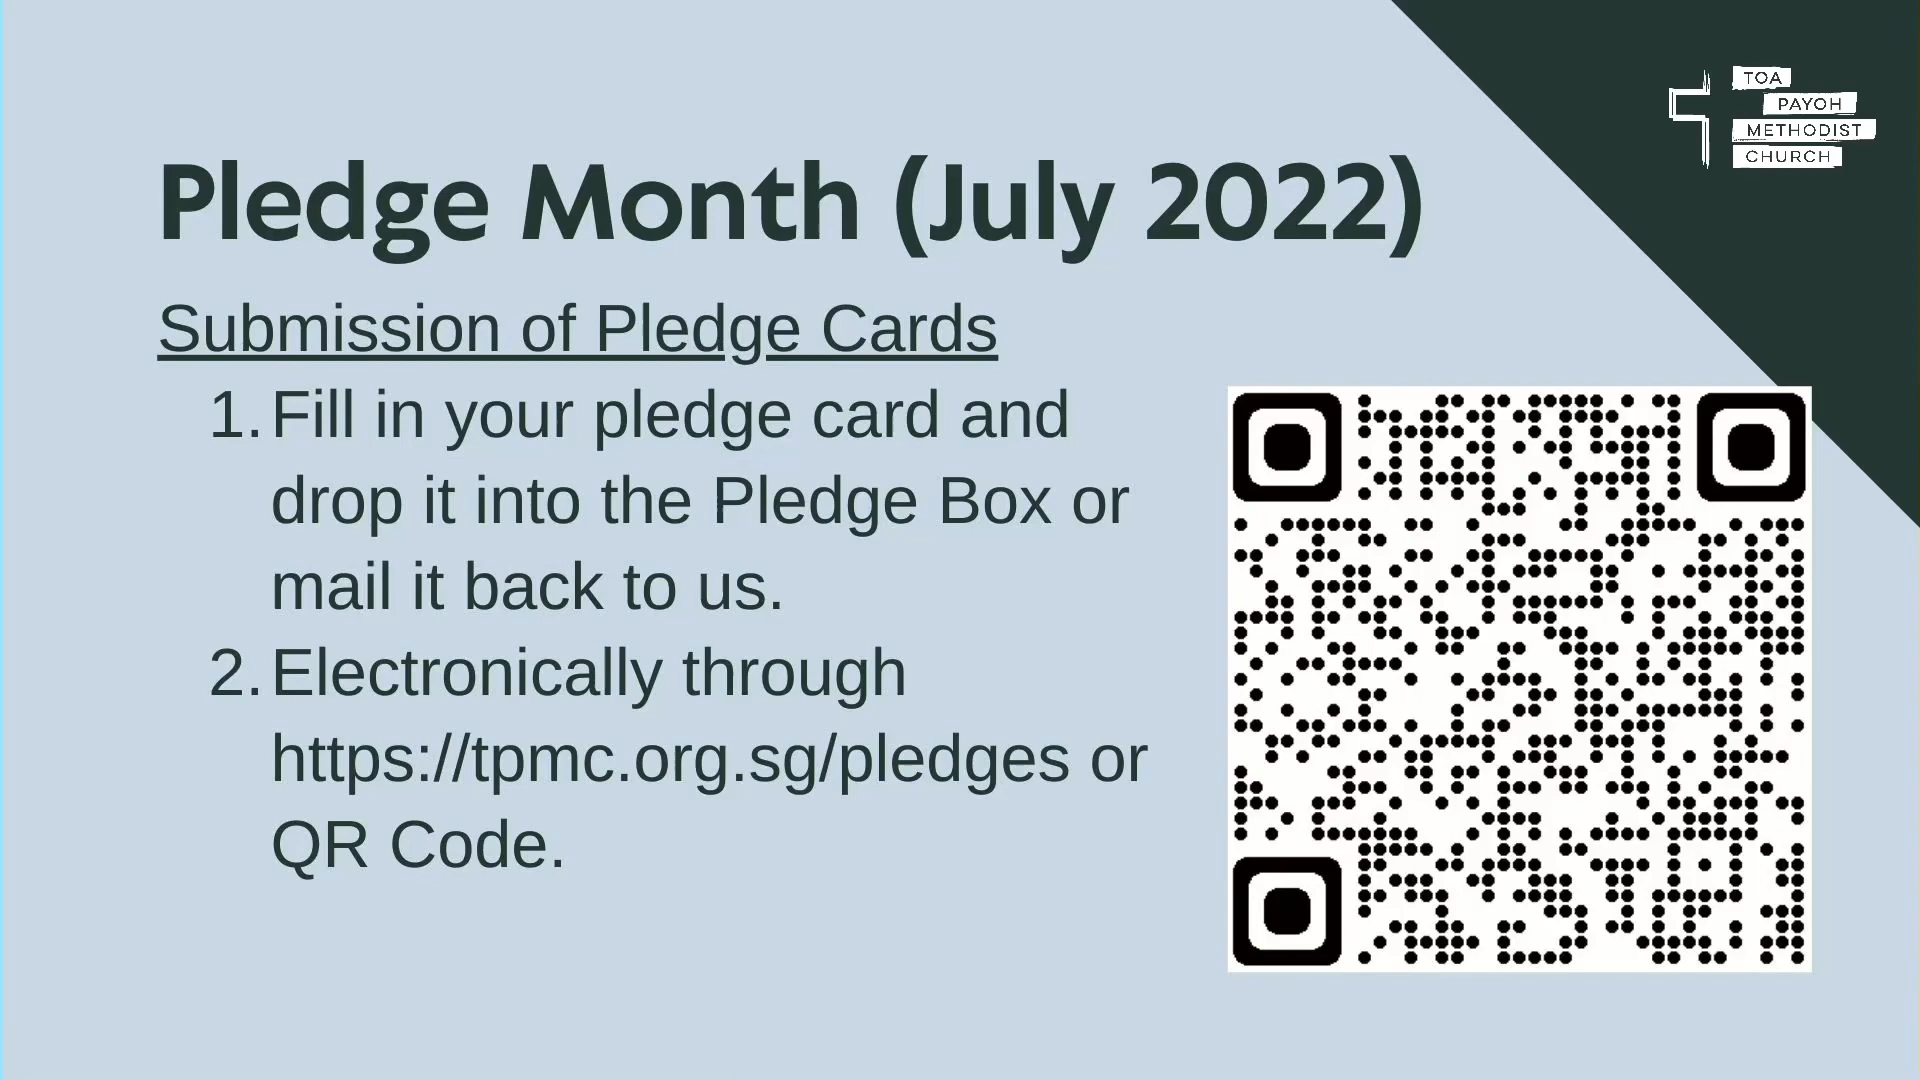 TOA
PAYOH
METHODIST
CHURCH
Pledge Month (July 2022)
Submission of Pledge Cards
1. Fill in your pledge card and
drop it into the Pledge Box or
mail it back to us.
2. Electronically through
https://tpmc.org.sg/pledges or
QR Code.